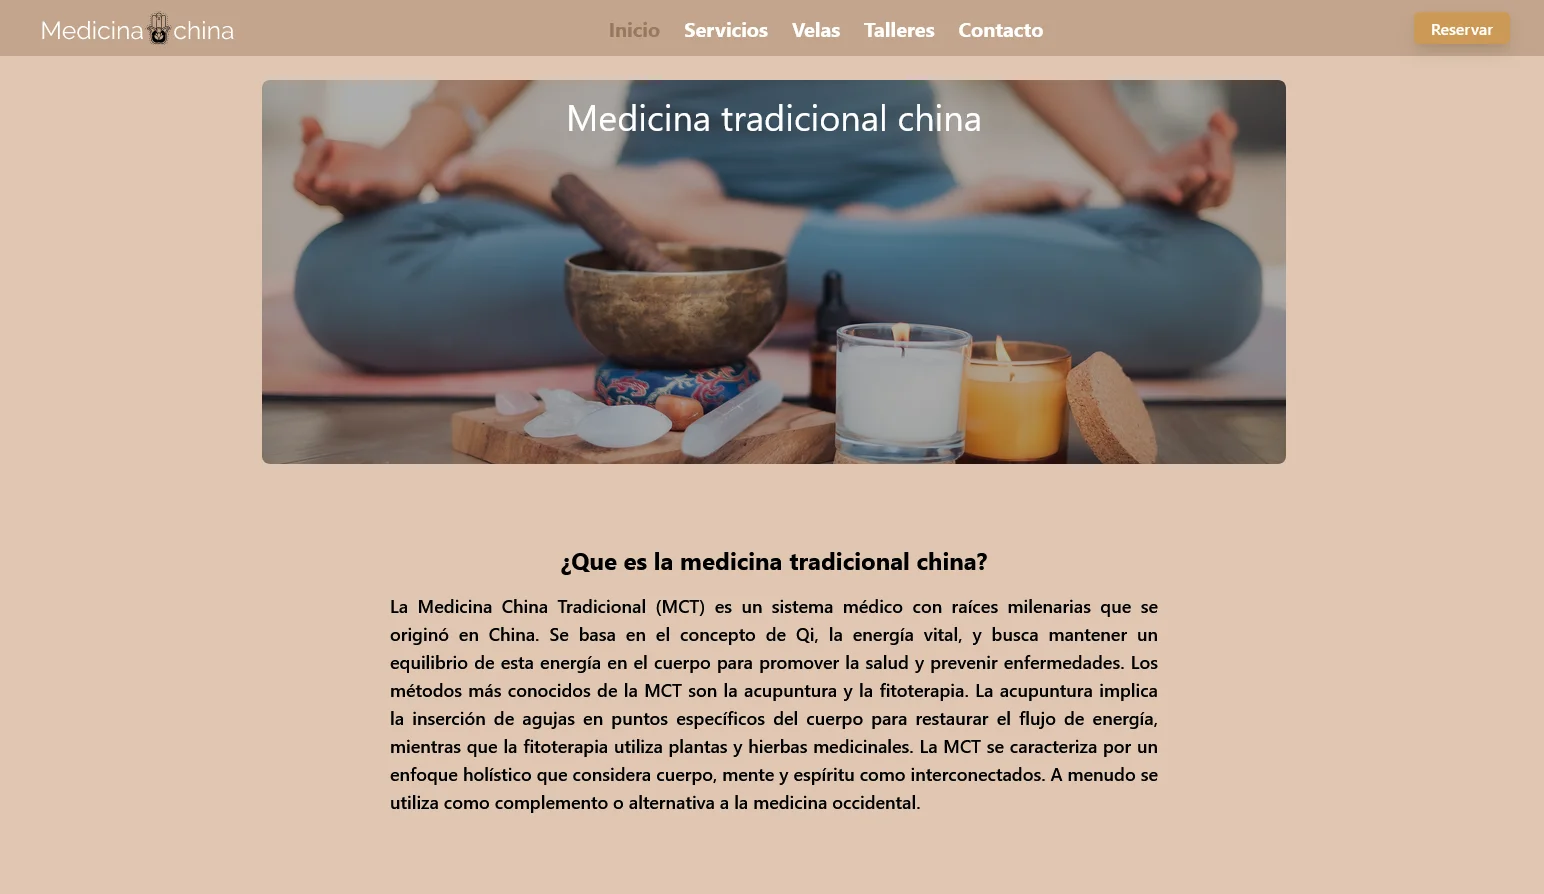 Medicina china
Inicio Servicios Velas Talleres Contacto
Reservar
Medicina tradicional china
¿Que es la medicina tradicional china?
La Medicina China Tradicional (MCT) es un sistema médico con raíces milenarias que se
originó en China. Se basa en el concepto de Qi, la energía vital, y busca mantener un
equilibrio de esta energía en el cuerpo para promover la salud y prevenir enfermedades. Los
métodos más conocidos de la MCT son la acupuntura y la fitoterapia. La acupuntura implica
la inserción de agujas en puntos específicos del cuerpo para restaurar el flujo de energía,
mientras que la fitoterapia utiliza plantas y hierbas medicinales. La MCT se caracteriza por un
enfoque holístico que considera cuerpo, mente y espíritu como interconectados. A menudo se
utiliza como complemento o alternativa a la medicina occidental.